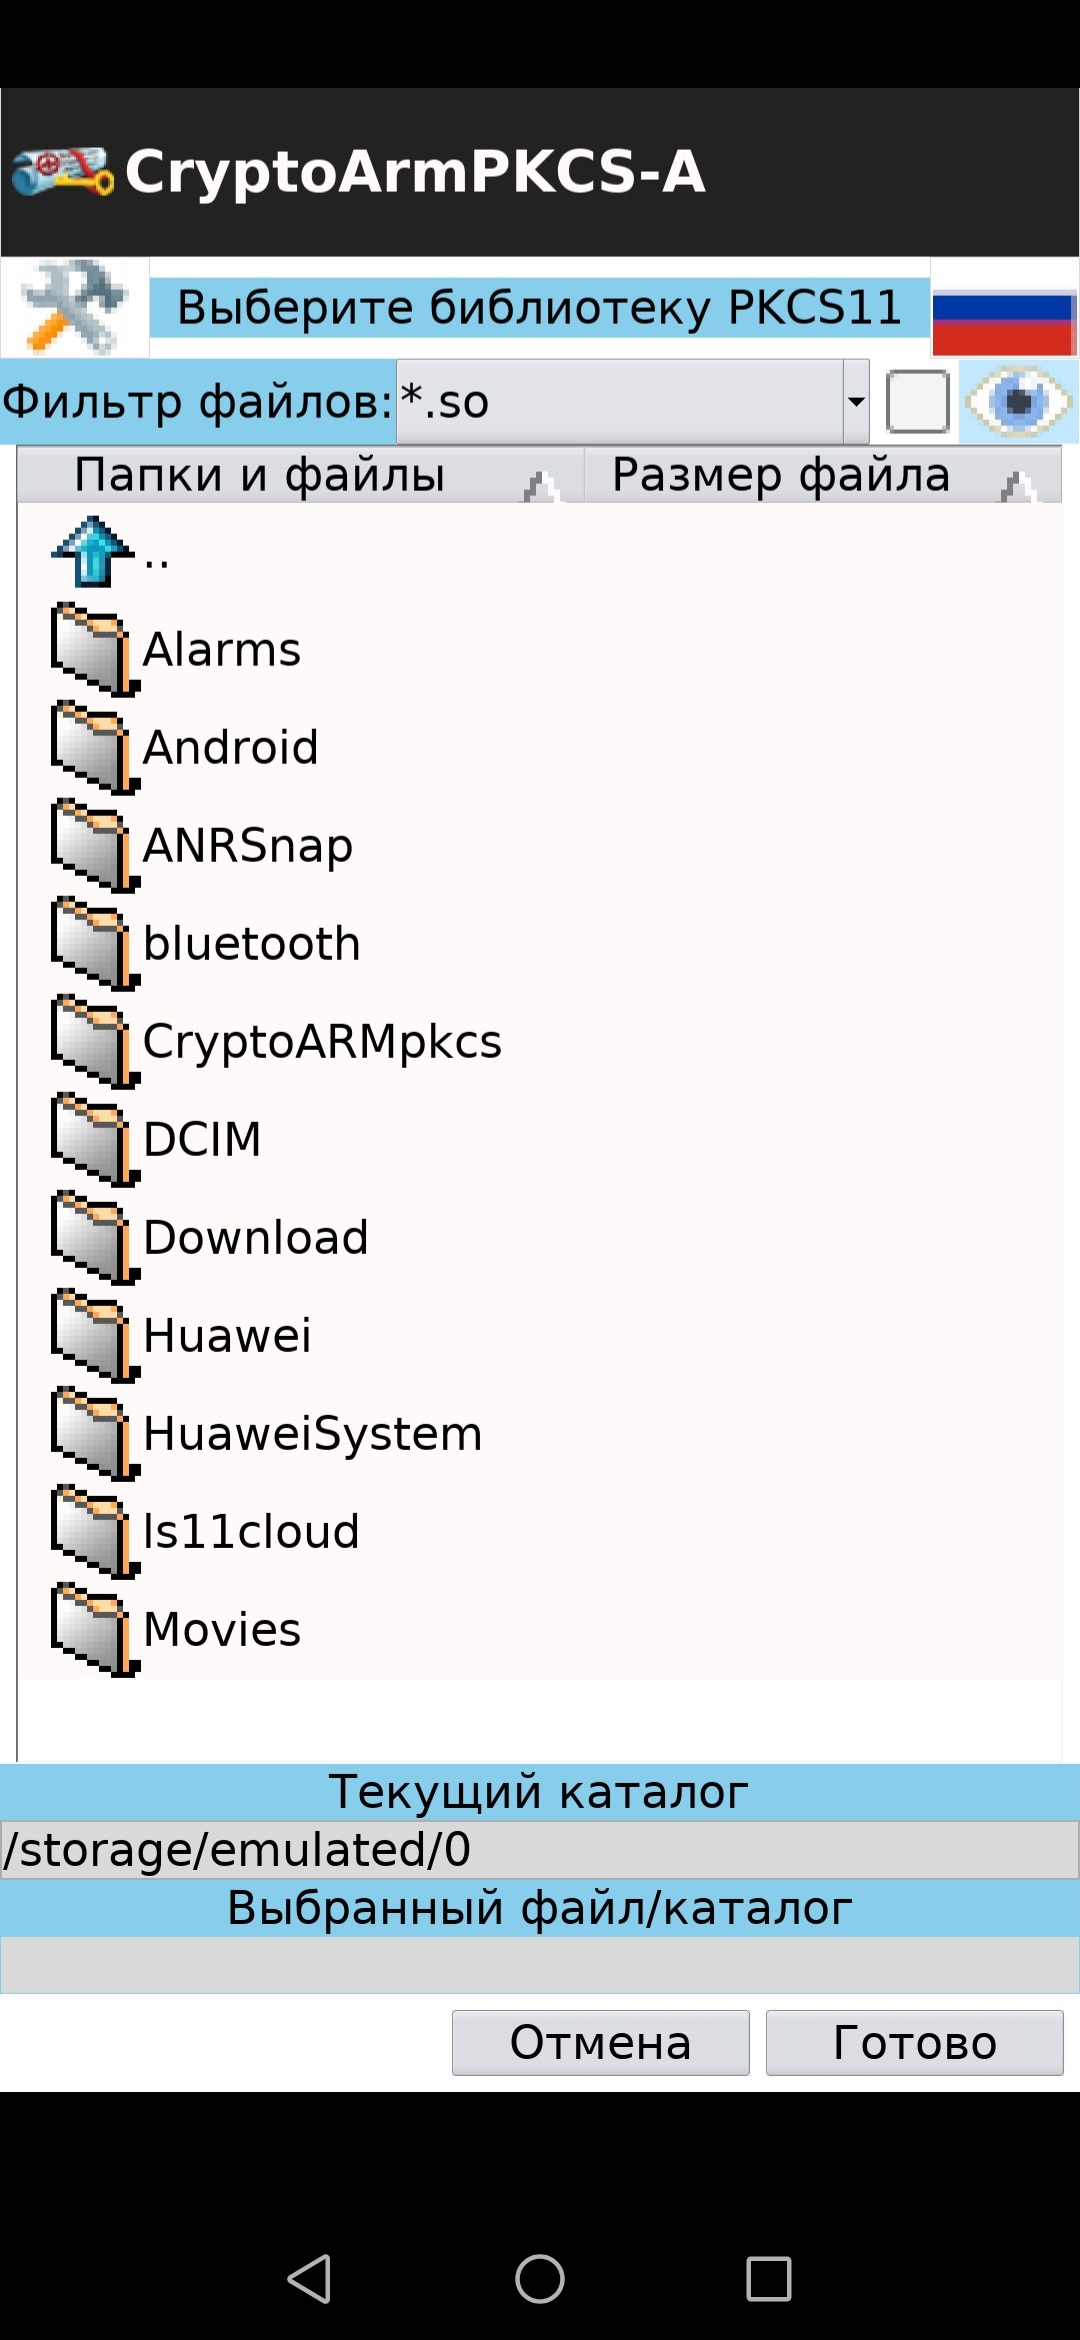 CryptoArmPKCS-A
Выберите библиотеку PKCS11
Фильтр файлов: *.so
Папки и файлы Размер файла
..
Alarms
Android
ANRSnap
bluetooth
CryptoARMpkcs
DCIM
Download
Huawei
HuaweiSystem
ls11cloud
Movies
Текущий каталог
/storage/emulated/0
Выбранный файл/каталог
Отмена Готово